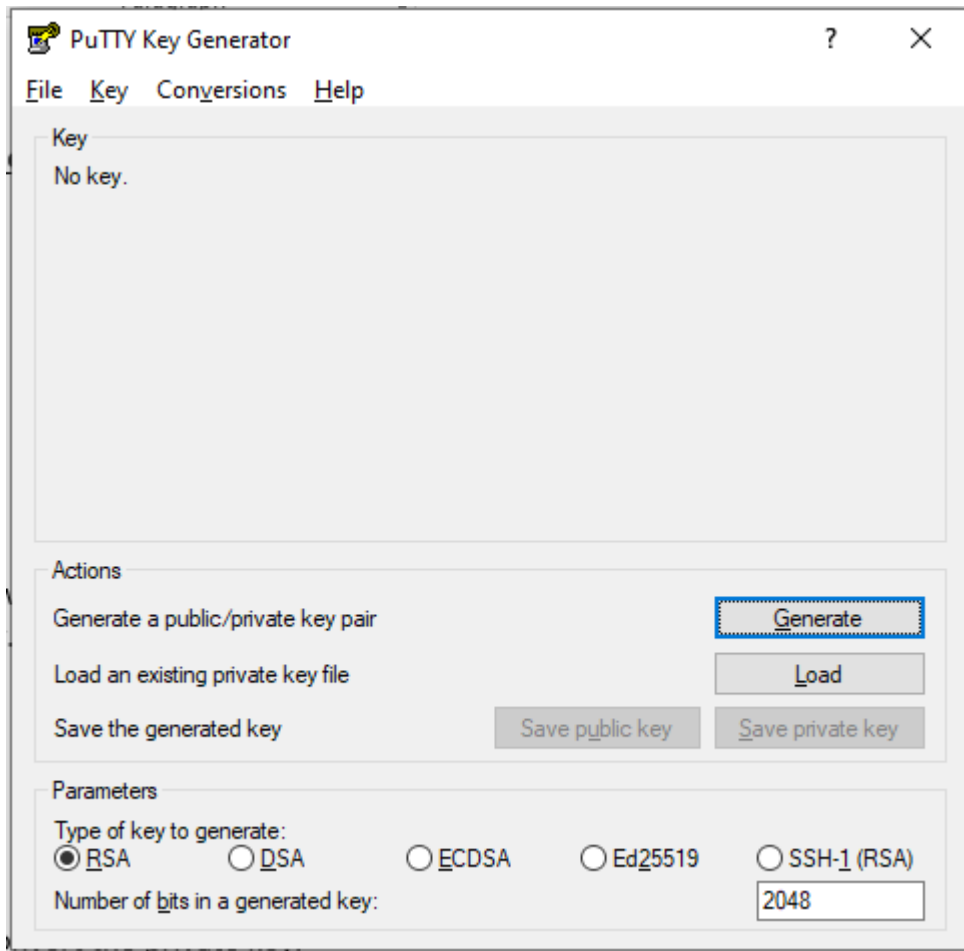 PuTTY Key Generator ? ×
File Key Conversions Help
Key
No key.
Actions
Generate a public/private key pair Generate
Load an existing private key file Load
Save the generated key Save public key Save private key
Parameters
Type of key to generate:
RSA DSA ECDSA Ed25519 SSH-1 (RSA)
Number of bits in a generated key: 2048